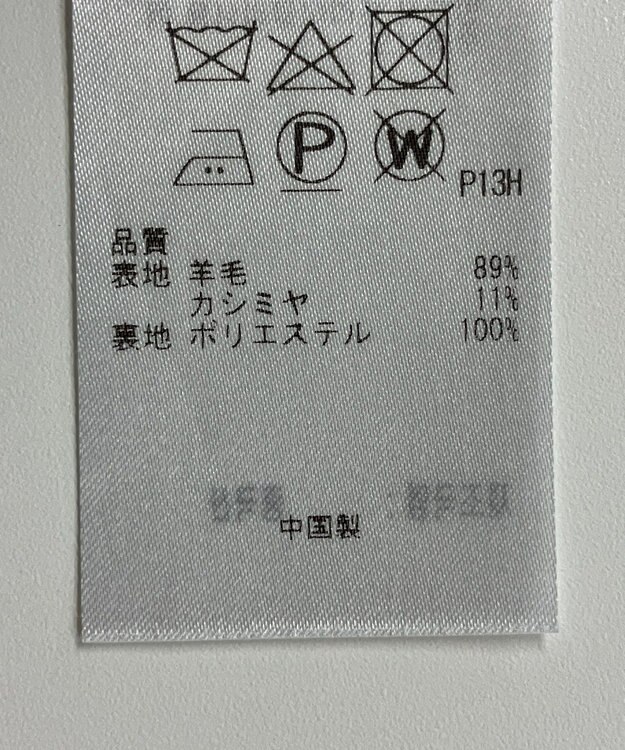 P W P13H
品質
表地 羊毛 89%
カシミヤ 11%
裏地 ポリエステル 100%
中国製